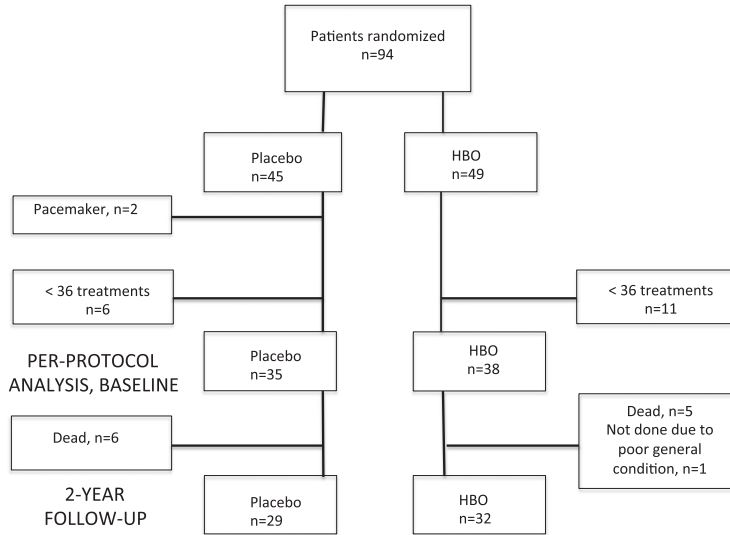 Patients randomized
n=94
Placebo
n=45
HBO
n=49
Pacemaker, n=2
< 36 treatments
n=6
< 36 treatments
n=11
PER-PROTOCOL
ANALYSIS, BASELINE
Placebo
n=35
HBO
n=38
Dead, n=6
Dead, n=5
Not done due to
poor general
condition, n=1
2-YEAR
FOLLOW-UP
Placebo
n=29
HBO
n=32